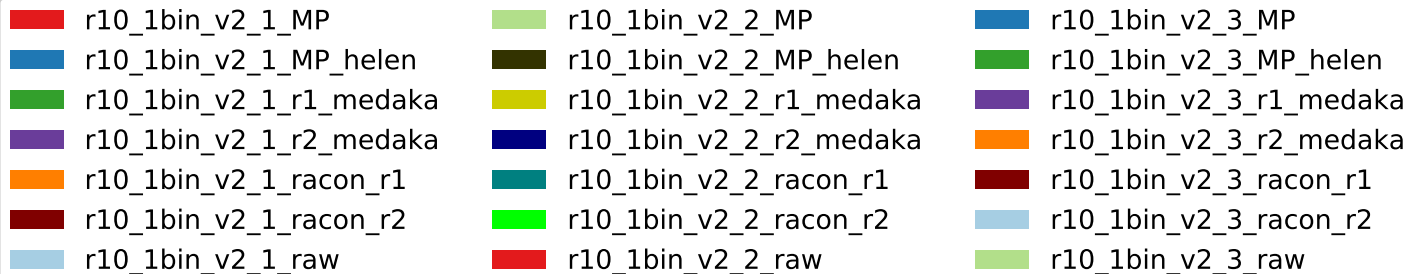 r10_1bin_v2_1_MP
r10_1bin_v2_1_MP_helen
r10_1bin_v2_1_r1_medaka
r10_1bin_v2_1_r2_medaka
r10_1bin_v2_1_racon_r1
r10_1bin_v2_1_racon_r2
r10_1bin_v2_1_raw
r10_1bin_v2_2_MP
r10_1bin_v2_2_MP_helen
r10_1bin_v2_2_r1_medaka
r10_1bin_v2_2_r2_medaka
r10_1bin_v2_2_racon_r1
r10_1bin_v2_2_racon_r2
r10_1bin_v2_2_raw
r10_1bin_v2_3_MP
r10_1bin_v2_3_MP_helen
r10_1bin_v2_3_r1_medaka
r10_1bin_v2_3_r2_medaka
r10_1bin_v2_3_racon_r1
r10_1bin_v2_3_racon_r2
r10_1bin_v2_3_raw